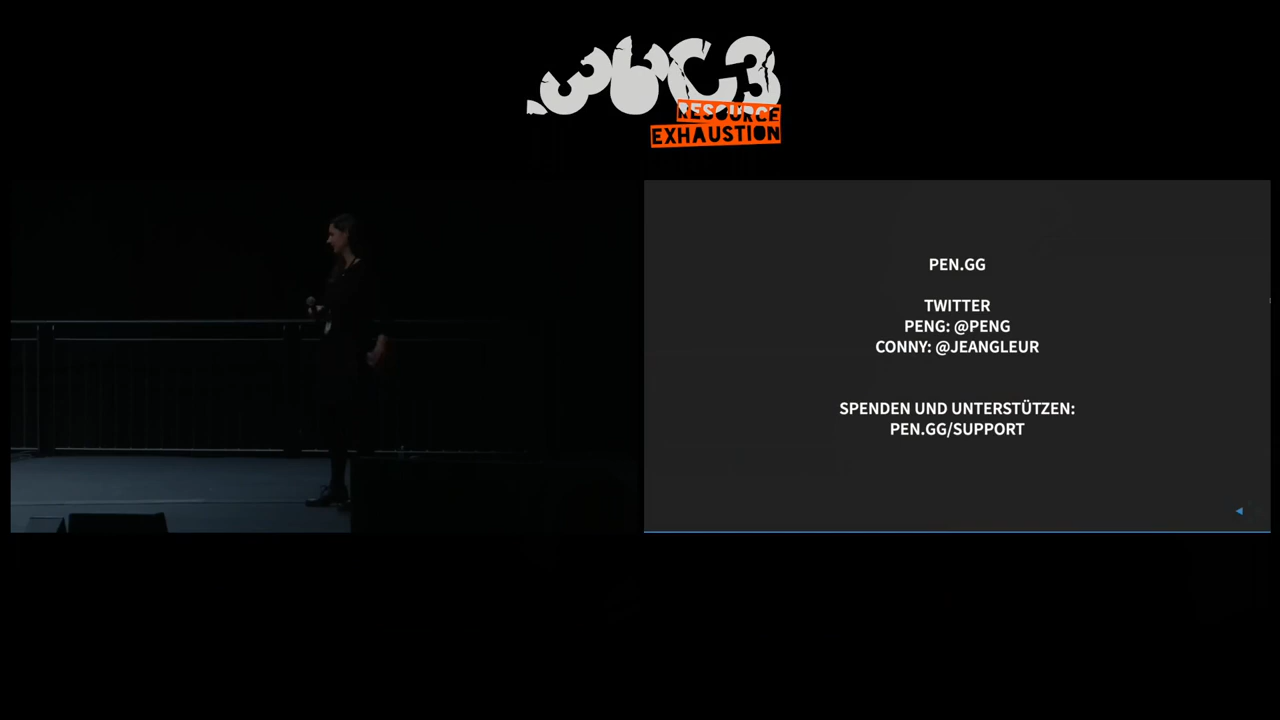 36C3
RESOURCE
EXHAUSTION
PEN.GG
TWITTER
PENG: @PENG
CONNY: @JEANGLEUR
SPENDEN UND UNTERSTÜTZEN:
PEN.GG/SUPPORT